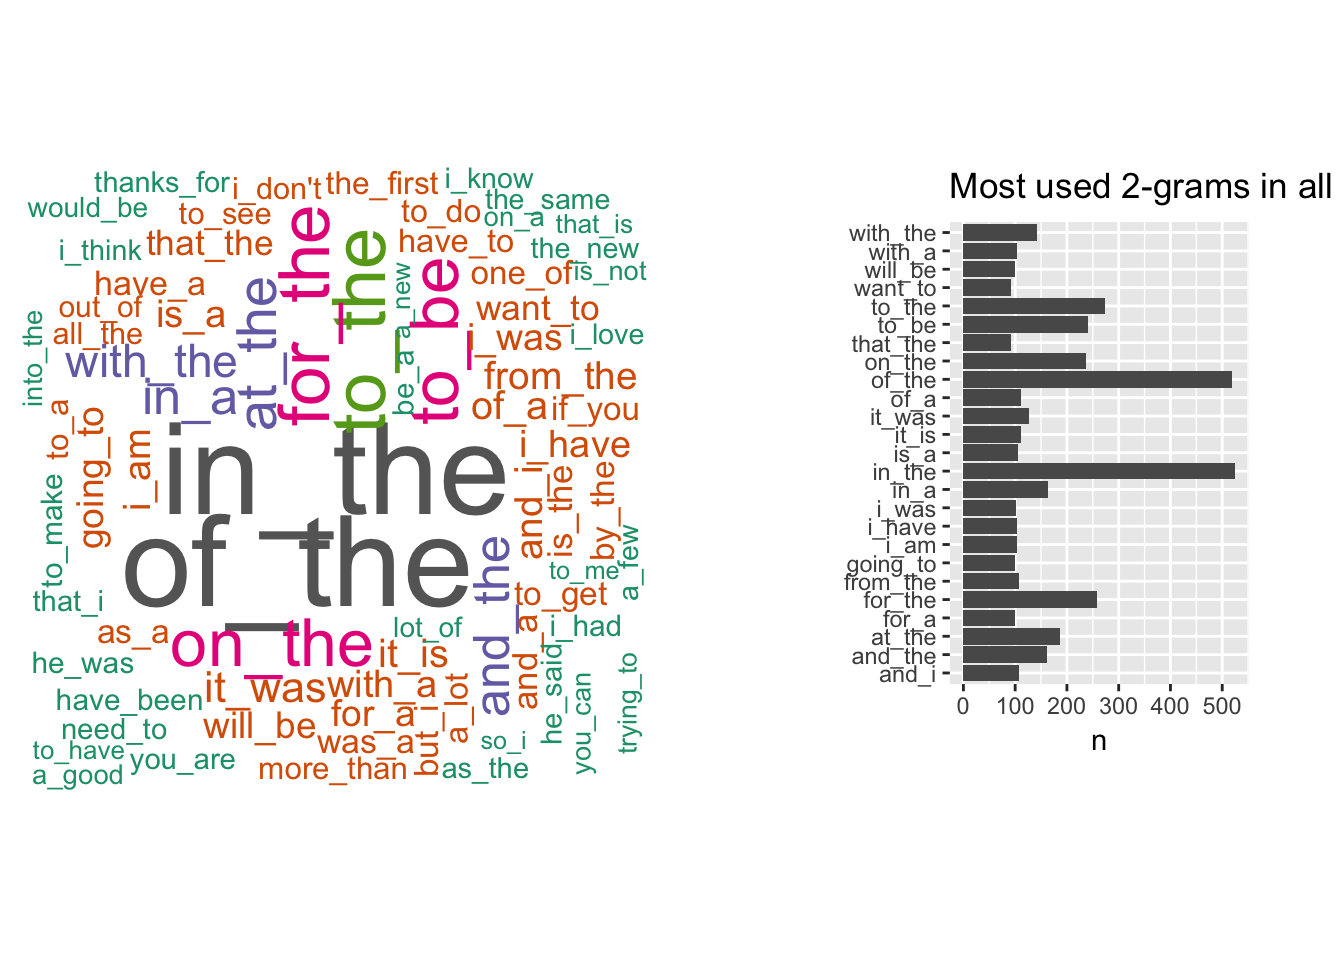 thanks_for
i_don't
the_first
i_know
would_be
to_see
to_do
the_same
on_a
that_is
i_think
that_the
have_to
the_new
have_a
one_of
is_not
out_of
is_a
want_to
all_the
i_was
i_love
into_the
with_the
at_the
for_the
to_the
be_a
a_new
to_be
from_the
in_a
of_a
if_you
to_a
going_to
i_am
in_the
i_have
and_i
is_the
by_the
to_make
of_the
and_the
to_me
a_few
that_i
to_get
as_a
on_the
lot_of
it_is
and_a
i_had
he_was
it_was
with_a
he_said
you_can
trying_to
have_been
for_a
but_i
a_lot
need_to
will_be
was_a
so_i
to_have
you_are
more_than
as_the
a_good
Most used 2-grams in all
with_the
with_a
will_be
want_to
to_the
to_be
that_the
on_the
of_the
of_a
it_was
it_is
is_a
in_the
in_a
i_was
i_have
i_am
going_to
from_the
for_the
for_a
at_the
and_the
and_i
0 100 200 300 400 500
n